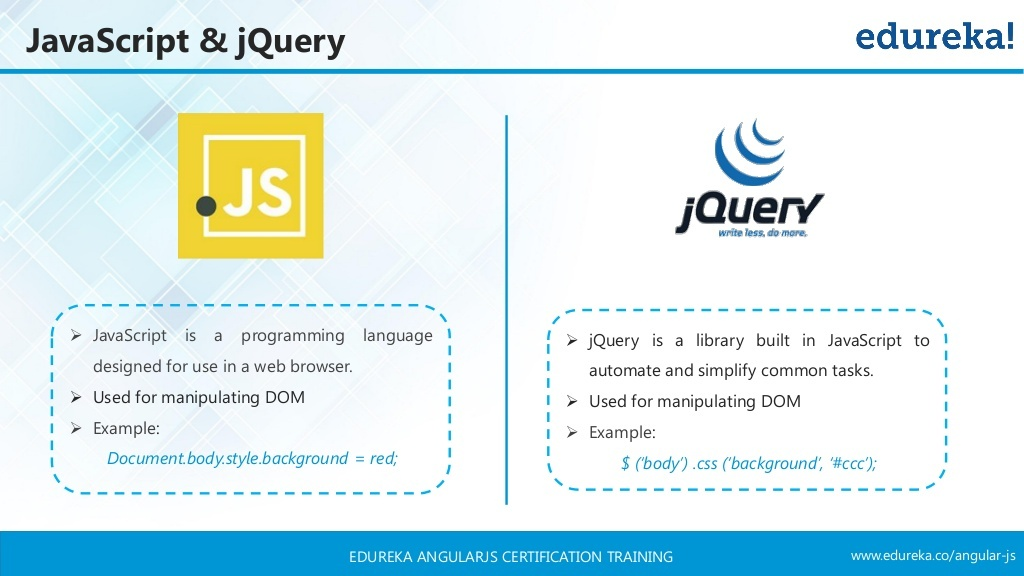 JavaScript & jQuery
edureka!
JS
jQuery
write less, do more.
➢ JavaScript is a programming language
designed for use in a web browser.
➢ Used for manipulating DOM
➢ Example:
Document.body.style.background = red;
➢ jQuery is a library built in JavaScript to
automate and simplify common tasks.
➢ Used for manipulating DOM
➢ Example:
$ (‘body’) .css (‘background’, ‘#ccc’);
EDUREKA ANGULARJS CERTIFICATION TRAINING
www.edureka.co/angular-js